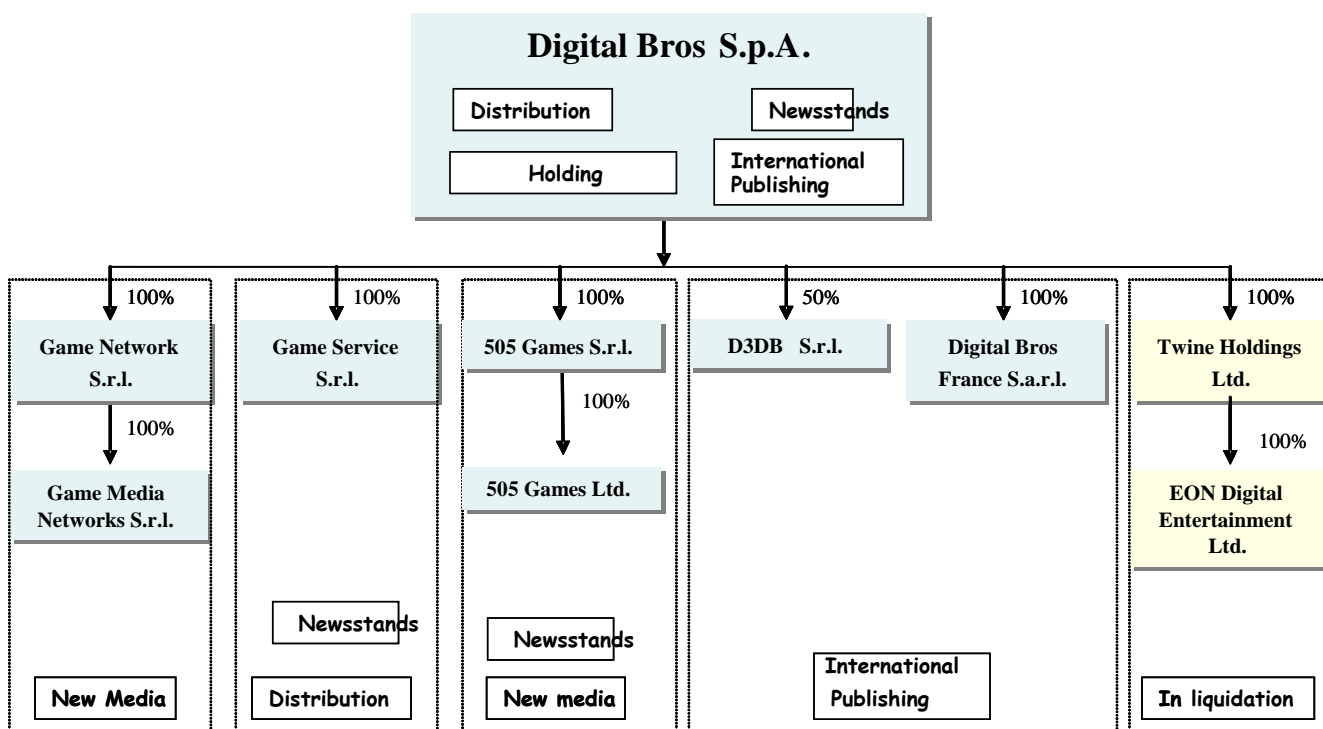 Digital Bros S.p.A.
Distribution
Newsstands
Holding
International
Publishing
100%
100%
100%
50%
100%
100%
Game Network
S.r.l.
Game Service
S.r.l.
505 Games S.r.l.
D3DB S.r.l.
Digital Bros
France S.a.r.l.
Twine Holdings
Ltd.
100%
100%
100%
Game Media
Networks S.r.l.
505 Games Ltd.
EON Digital
Entertainment
Ltd.
Newsstands
Newsstands
New Media
Distribution
New media
International
Publishing
In liquidation